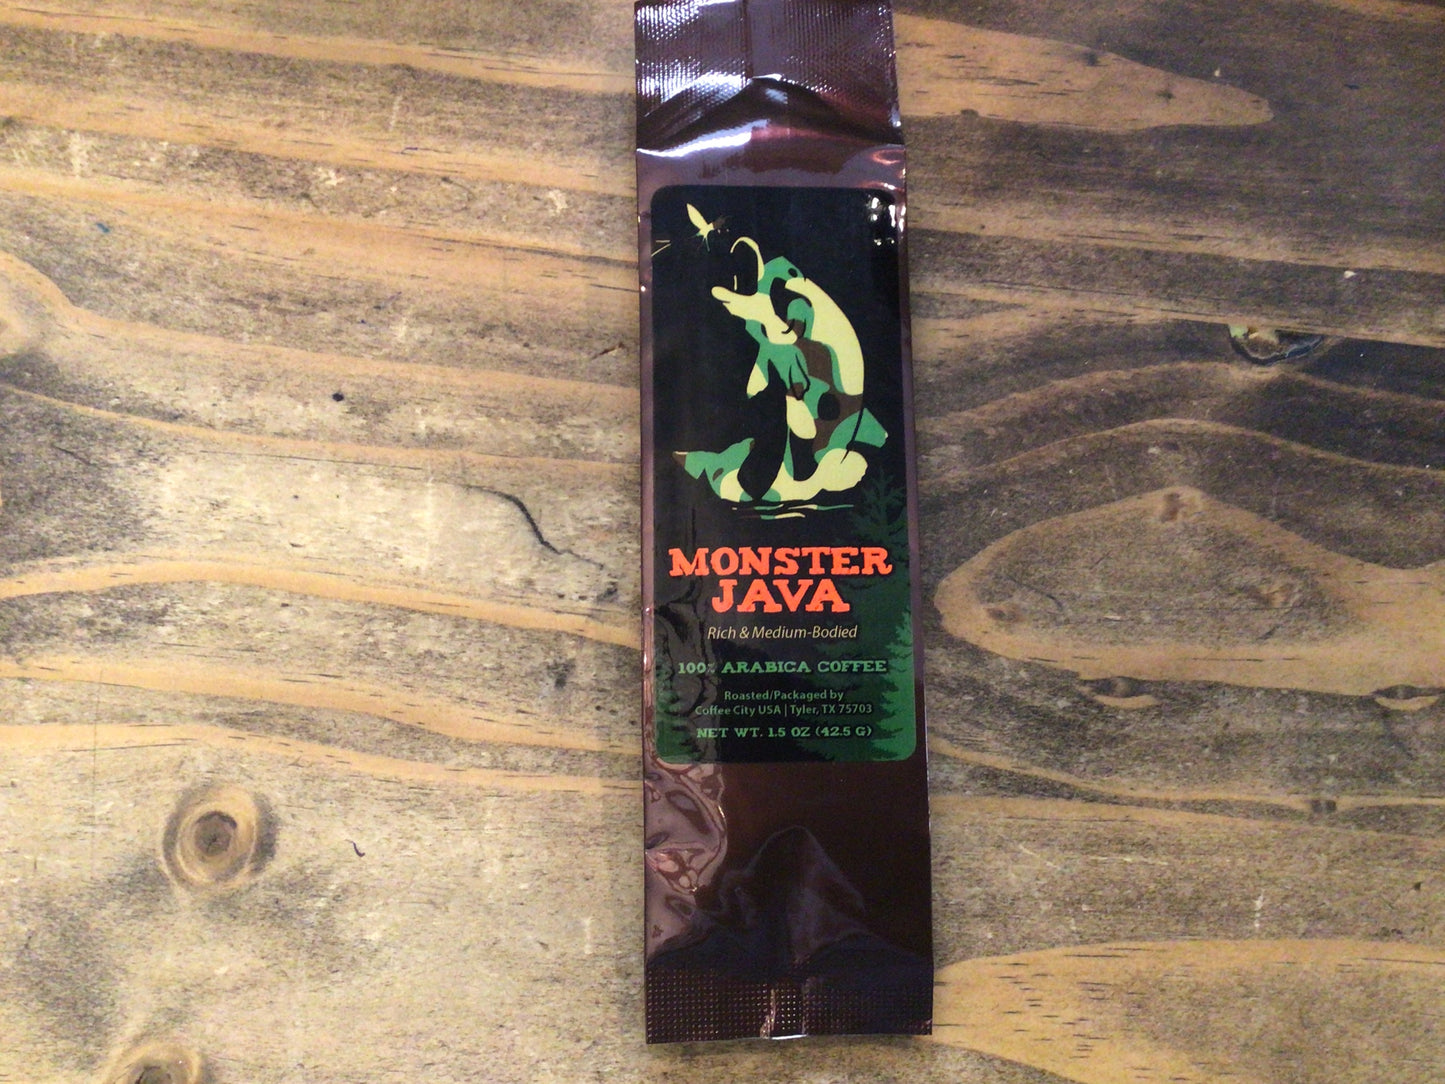 MONSTER
JAVA
Rich & Medium-Bodied
100% ARABICA COFFEE
Roasted/Packaged by
Coffee City USA | Tyler, TX 75703
NET WT. 1.5 OZ (42.5 G)